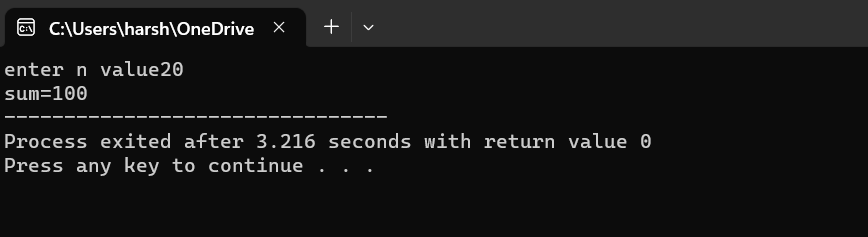 C:\Users\harsh\OneDrive
enter n value20
sum=100
--------------------------------
Process exited after 3.216 seconds with return value 0
Press any key to continue . . .